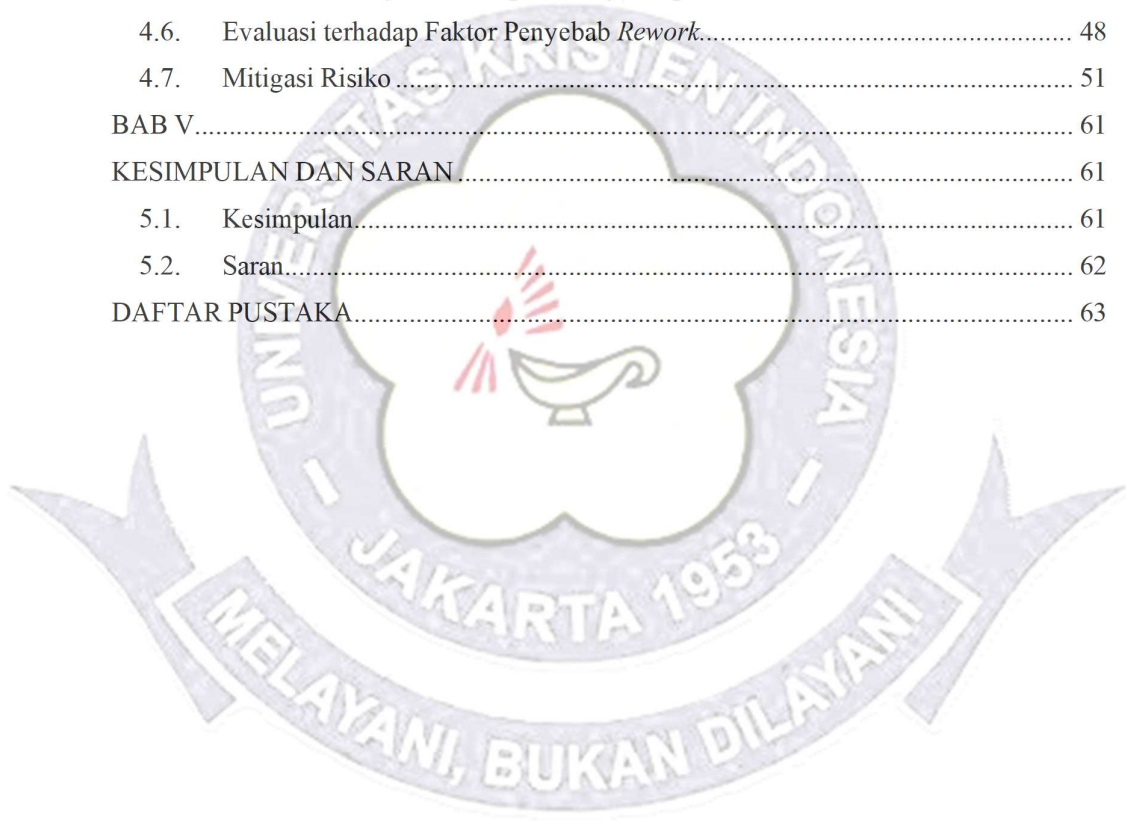 4.6. Evaluasi terhadap Faktor Penyebab Rework.......................................................... 48
4.7. Mitigasi Risiko.......................................................... 51
BAB V.......................................................... 61
KESIMPULAN DAN SARAN.......................................................... 61
5.1. Kesimpulan.......................................................... 61
5.2. Saran.......................................................... 62
DAFTAR PUSTAKA.......................................................... 63
UNIVERSITAS KRISTEN INDONESIA
JAKARTA 1953
MELAYANI, BUKAN DILAYANI